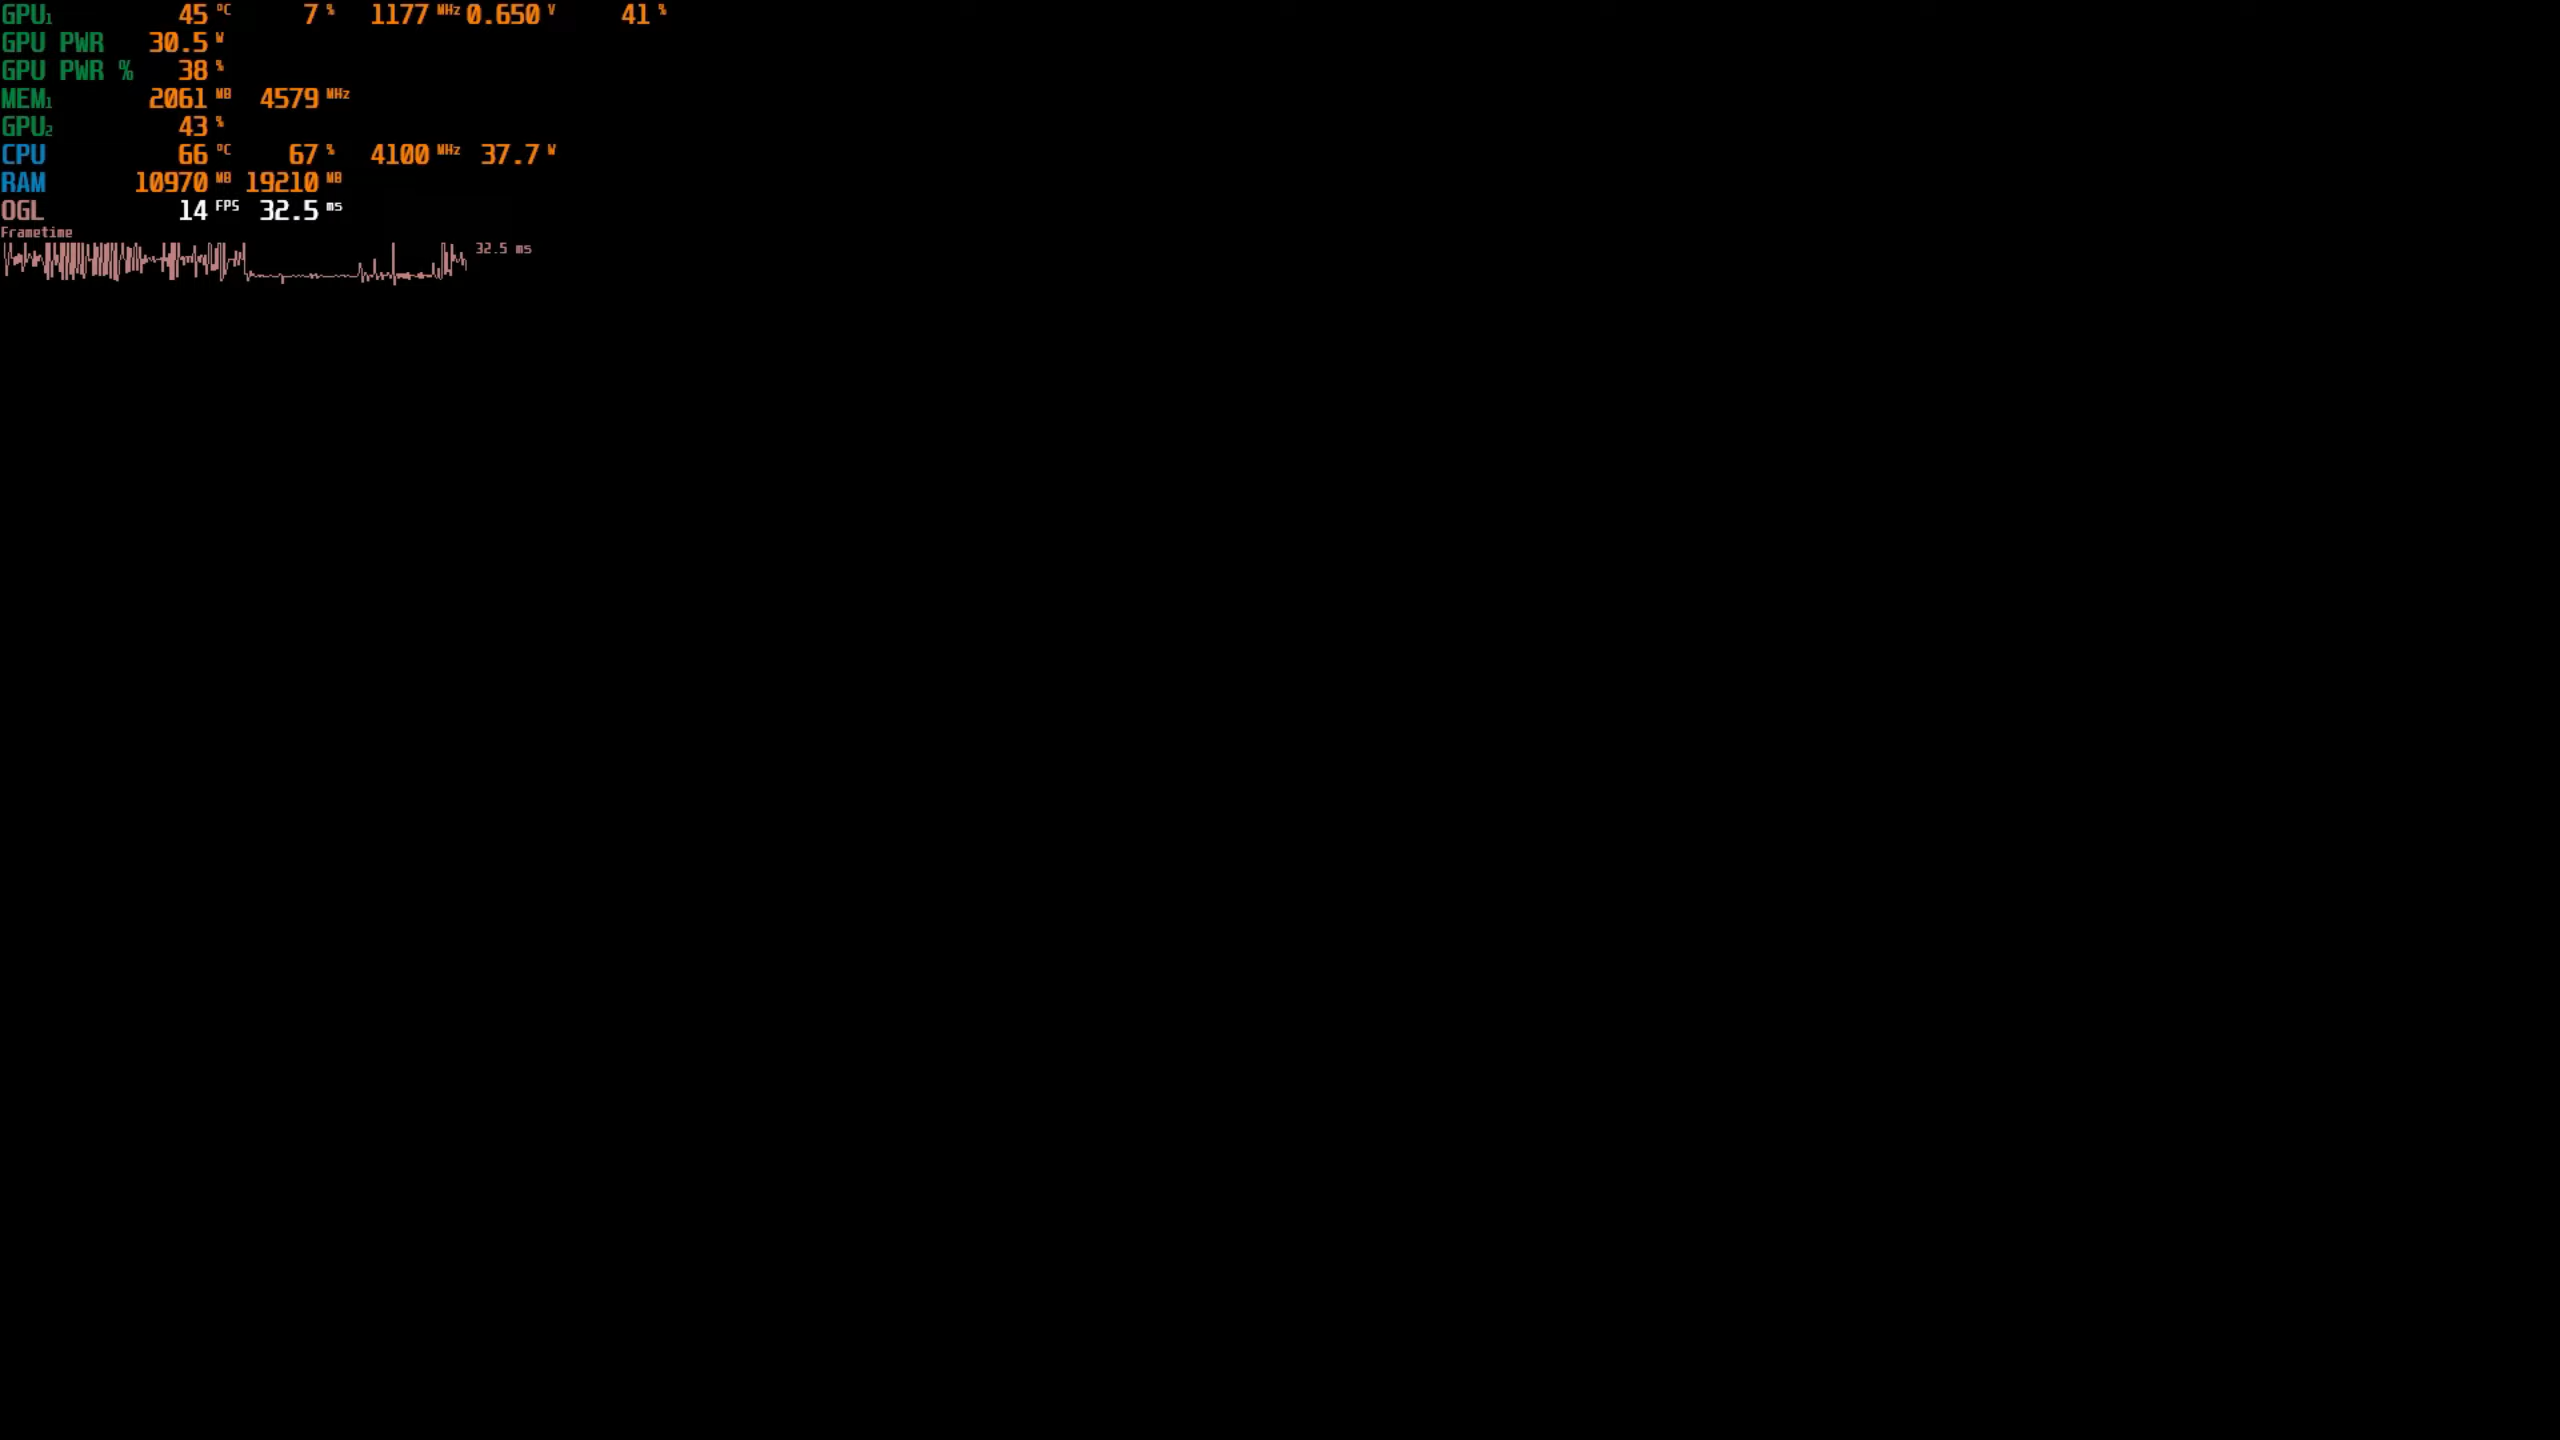 GPU1 45 °C 7 % 1177 MHz 0.650 V 41 %
GPU PWR 30.5 W
GPU PWR % 38 %
MEM1 2061 MB 4579 MHz
GPU2 43 %
CPU 66 °C 67 % 4100 MHz 37.7 W
RAM 10970 MB 19210 MB
OGL 14 FPS 32.5 ms
Frametime
32.5 ms